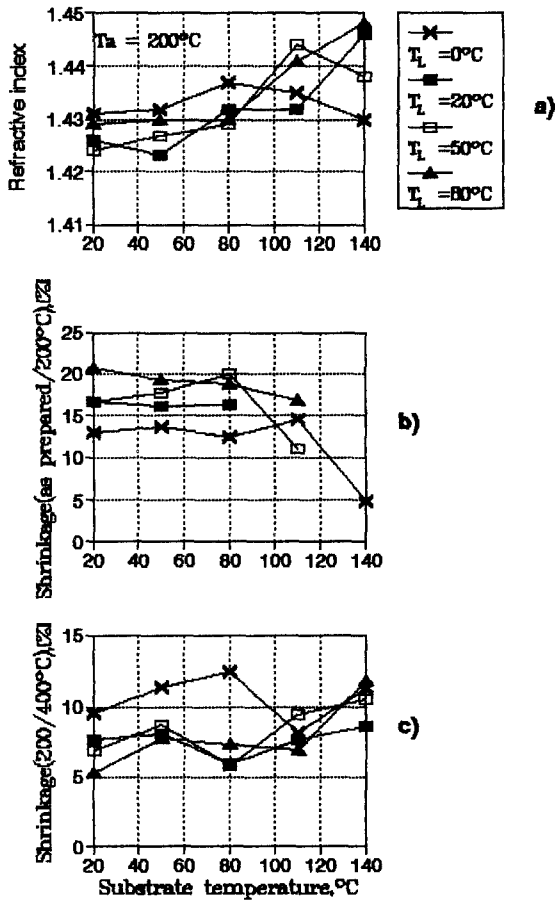 Refractive index
1.45
1.44
1.43
1.42
1.41
Ta = 200°C
20 40 60 80 100 120 140
T_L =0°C
T_L =20°C
T_L =50°C
T_L =80°C
a)
Shrinkage(as prepared/200°C),[%]
25
20
15
10
5
0
20 40 60 80 100 120 140
b)
Shrinkage(200/400°C),[%]
15
10
5
0
20 40 60 80 100 120 140
c)
Substrate temperature,°C